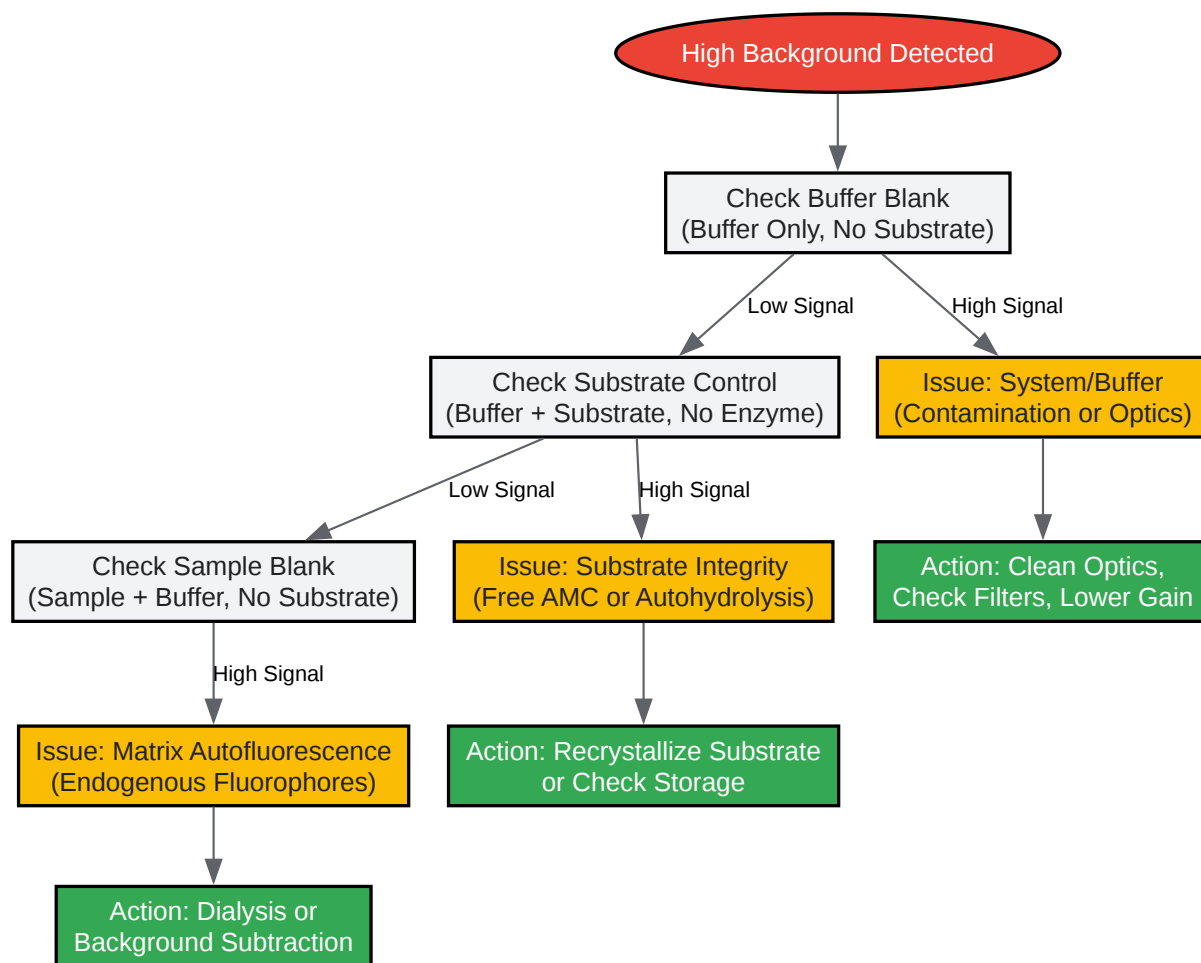 High Background Detected
Check Buffer Blank
(Buffer Only, No Substrate)
Low Signal
High Signal
Check Substrate Control
(Buffer + Substrate, No Enzyme)
Issue: System/Buffer
(Contamination or Optics)
Low Signal
High Signal
Check Sample Blank
(Sample + Buffer, No Substrate)
Issue: Substrate Integrity
(Free AMC or Autohydrolysis)
Action: Clean Optics,
Check Filters, Lower Gain
High Signal
Issue: Matrix Autofluorescence
(Endogenous Fluorophores)
Action: Recrystallize Substrate
or Check Storage
Action: Dialysis or
Background Subtraction